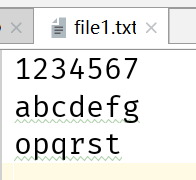 file1.txt
1234567
abcdefg
opqrst